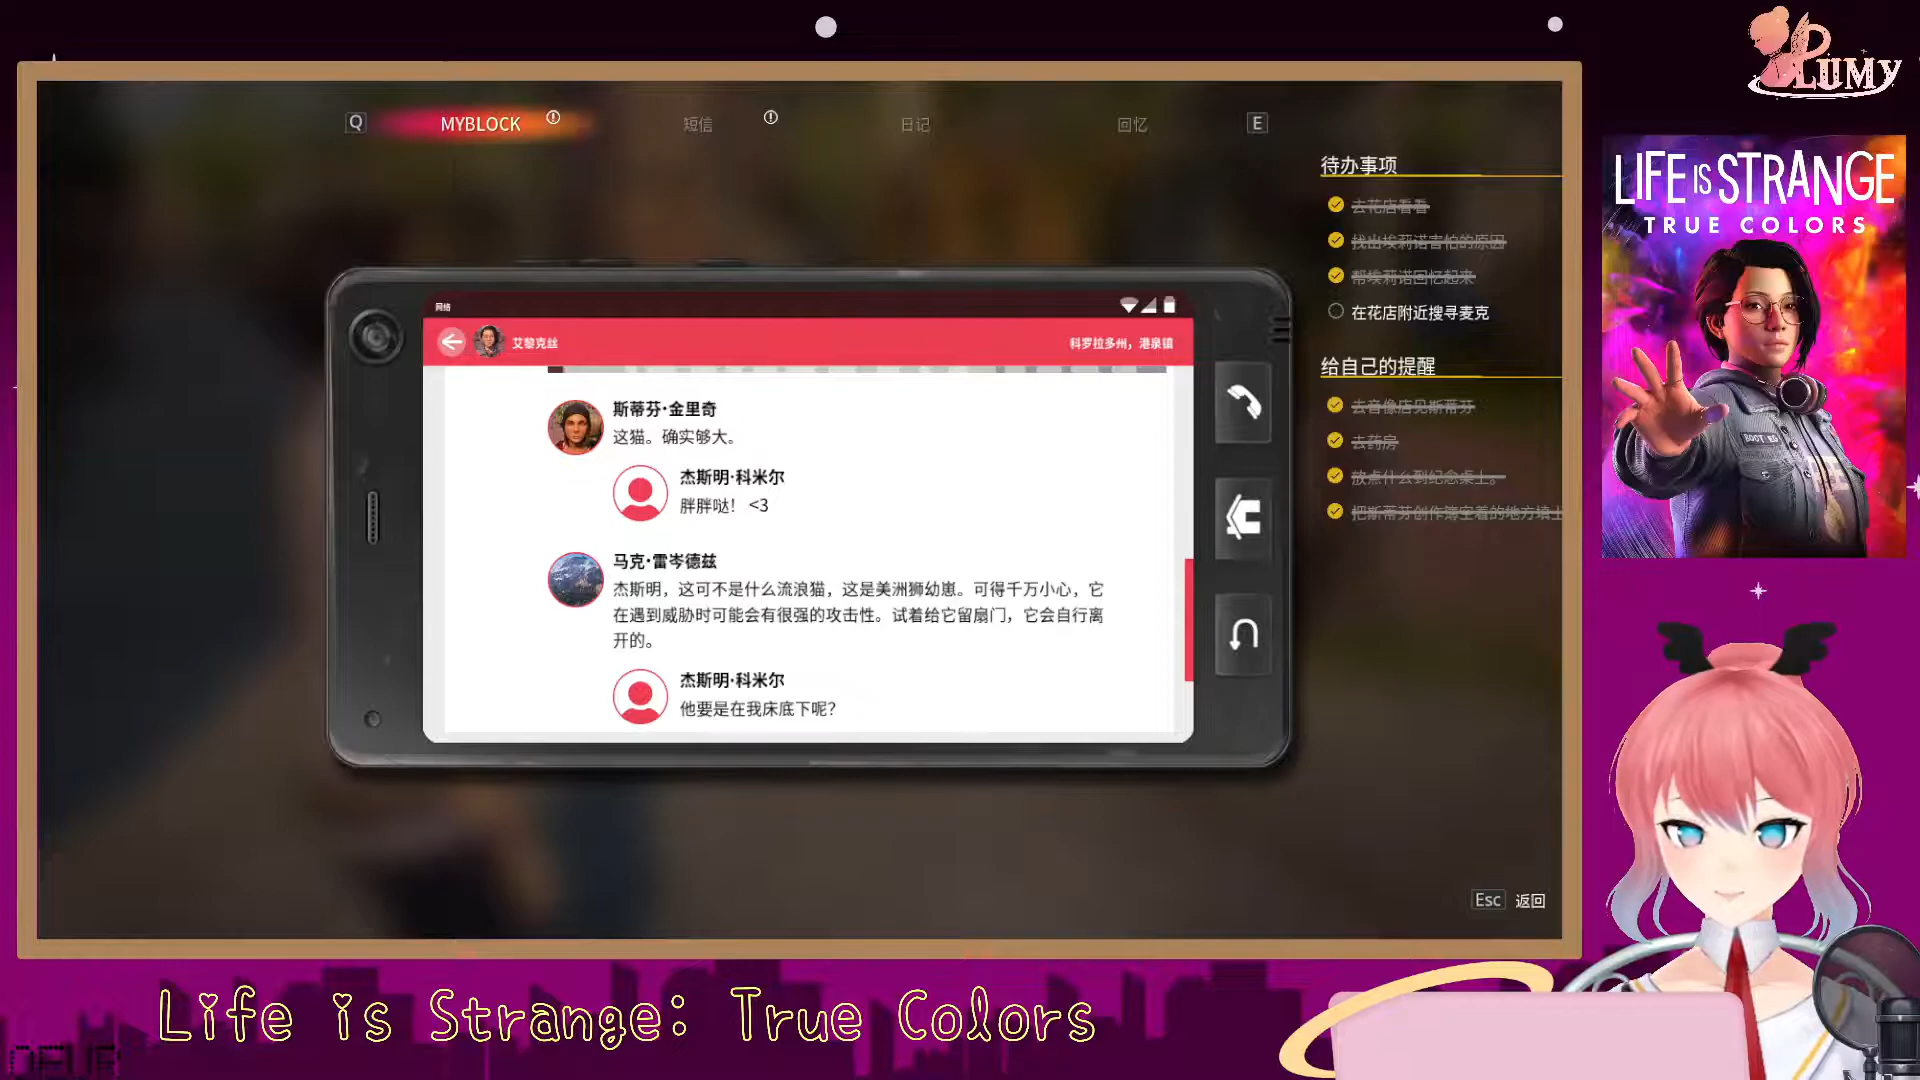 PLUMY
Q
MYBLOCK
短信
日记
回忆
E
待办事项
去花店看看
找出埃莉诺害怕的原因
帮埃莉诺回忆起来
在花店附近搜寻麦克
给自己的提醒
去音像店见斯蒂芬
去药房
放点什么到纪念桌上。
把斯蒂芬创作簿空着的地方填上
网络
艾黎克丝
科罗拉多州，港泉镇
斯蒂芬·金里奇
这猫。确实够大。
杰斯明·科米尔
胖胖哒！ <3
马克·雷岑德兹
杰斯明，这可不是什么流浪猫，这是美洲狮幼崽。可得千万小心，它
在遇到威胁时可能会有很强的攻击性。试着给它留扇门，它会自行离
开的。
杰斯明·科米尔
他要是在我床底下呢？
Esc 返回
LIFE IS STRANGE
TRUE COLORS
Life is Strange: True Colors